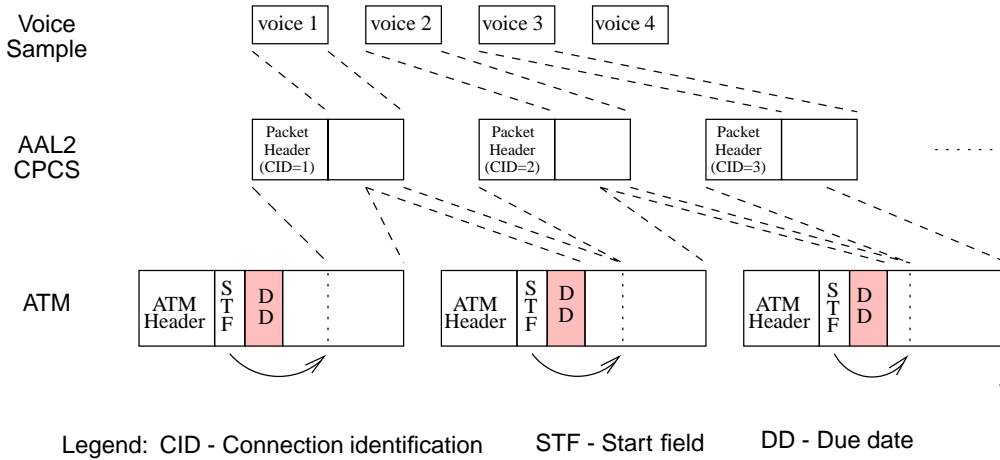 Voice
Sample
voice 1
voice 2
voice 3
voice 4
AAL2
CPCS
Packet
Header
(CID=1)
Packet
Header
(CID=2)
Packet
Header
(CID=3)
ATM
ATM
Header
S
T
F
D
D
ATM
Header
S
T
F
D
D
ATM
Header
S
T
F
D
D
Legend: CID - Connection identification STF - Start field DD - Due date